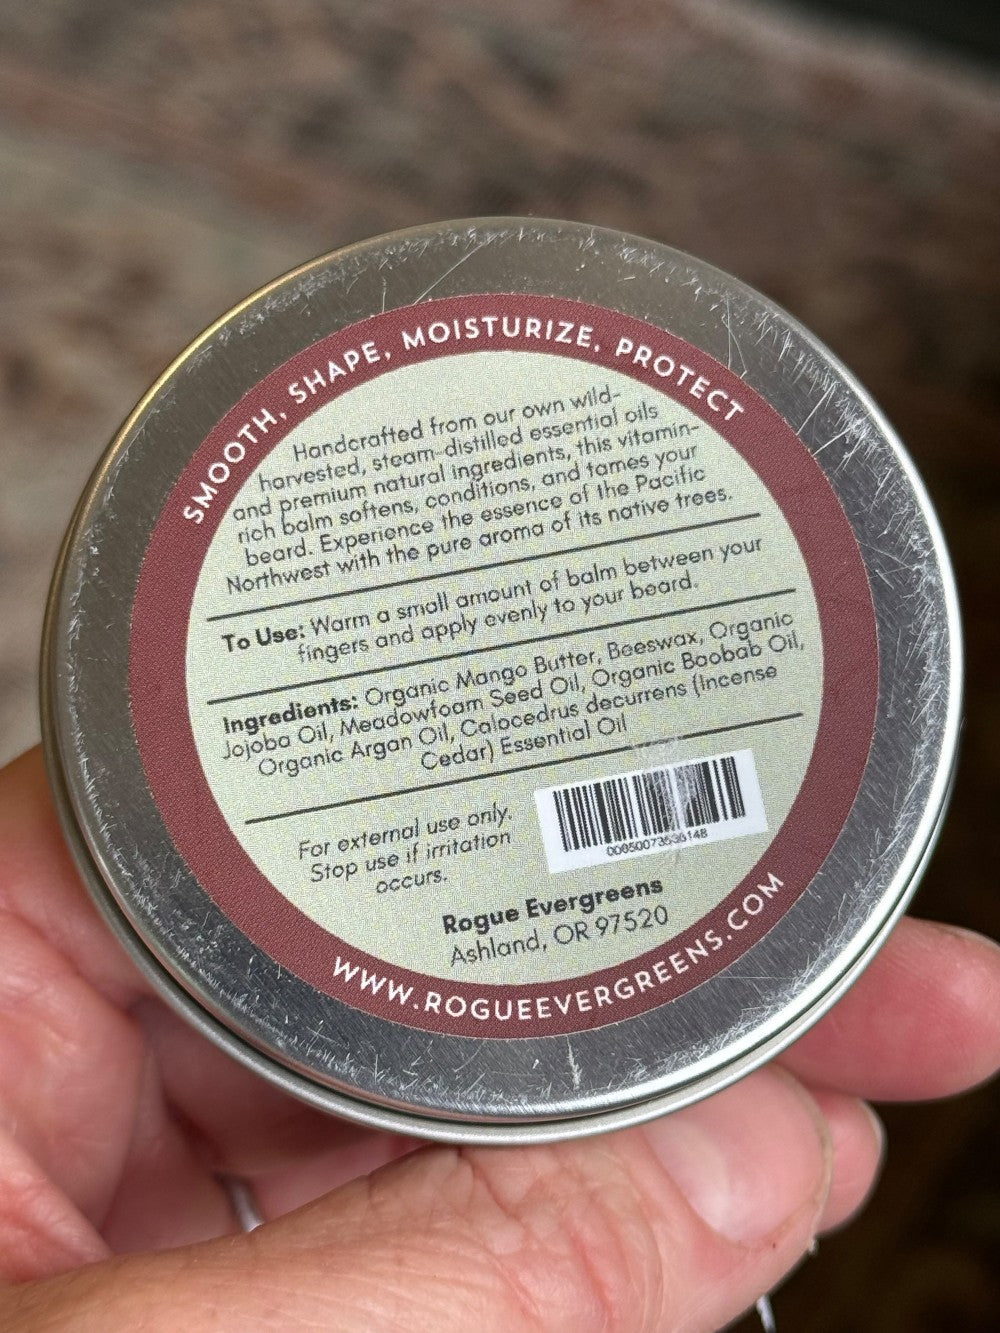 SMOOTH, SHAPE, MOISTURIZE, PROTECT
Handcrafted from our own wild-
harvested, steam-distilled essential oils
and premium natural ingredients, this vitamin-
rich balm softens, conditions, and tames your
beard. Experience the essence of the Pacific
Northwest with the pure aroma of its native trees.
To Use: Warm a small amount of balm between your
fingers and apply evenly to your beard.
Ingredients: Organic Mango Butter, Beeswax, Organic
Jojoba Oil, Meadowfoam Seed Oil, Organic Baobab Oil,
Organic Argan Oil, Calocedrus decurrens (Incense
Cedar) Essential Oil
For external use only.
Stop use if irritation
occurs.
Rogue Evergreens
Ashland, OR 97520
WWW.ROGUEEVERGREENS.COM